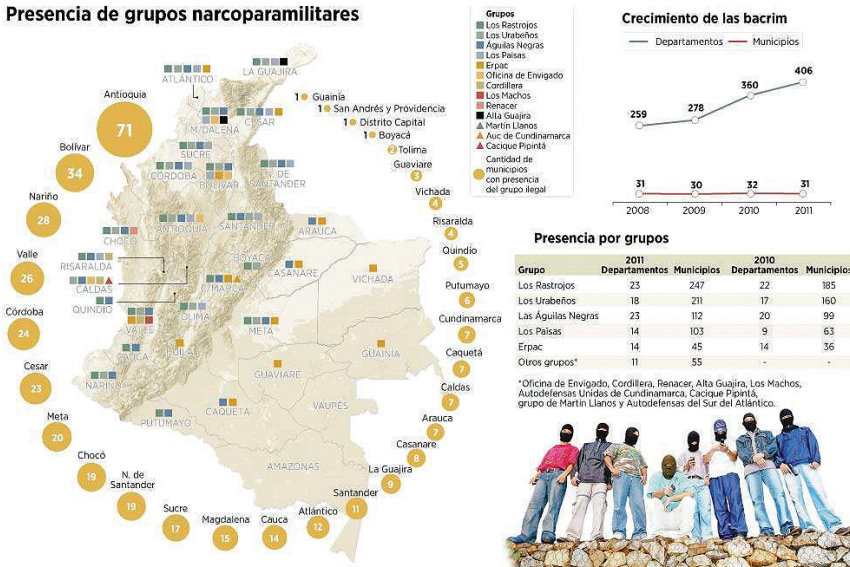 Presencia de grupos narcoparamilitares
Grupos
Los Rastrojos
Los Urabeños
Águilas Negras
Los Paisas
Erpac
Oficina de Envigado
Cordillera
Los Machos
Renacer
Alta Guajira
Martín Llanos
Auc de Cundinamarca
Cacique Pipintá
Cantidad de
municipios
con presencia
del grupo ilegal
ATLÁNTICO
LA GUAJIRA
M/DALENA
CESAR
SUCRE
CÓRDOBA
BOLÍVAR
N. DE
SANTANDER
ANTIOQUIA
SANTANDER
ARAUCA
CHOCÓ
RISARALDA
CALDAS
QUINDÍO
BOYACÁ
CASANARE
VICHADA
C/MARCA
VALLE
TOLIMA
META
CAUCA
HUILA
GUAINÍA
GUAVIARE
NARIÑO
PUTUMAYO
CAQUETÁ
VAUPÉS
AMAZONAS
Antioquia
71
Bolívar
34
Nariño
28
Valle
26
Córdoba
24
Cesar
23
Meta
20
Chocó
19
N. de
Santander
19
Sucre
17
Magdalena
15
Cauca
14
Atlántico
12
Santander
11
La Guajira
9
Casanare
8
Arauca
7
Caldas
7
Caquetá
7
Cundinamarca
7
Putumayo
6
Quindío
5
Risaralda
4
Vichada
4
Guaviare
3
2 Tolima
1 Boyacá
1 Distrito Capital
1 San Andrés y Providencia
1 Guainía
Crecimiento de las bacrim
Departamentos Municipios
259 278 360 406
31 30 32 31
2008 2009 2010 2011
Presencia por grupos
2011 2010
Grupo Departamentos Municipios Departamentos Municipios
Los Rastrojos 23 247 22 185
Los Urabeños 18 211 17 160
Las Águilas Negras 23 112 20 99
Los Paisas 14 103 9 63
Erpac 14 45 14 36
Otros grupos* 11 55 - -
*Oficina de Envigado, Cordillera, Renacer, Alta Guajira, Los Machos,
Autodefensas Unidas de Cundinamarca, Cacique Pipintá,
grupo de Martín Llanos y Autodefensas del Sur del Atlántico.